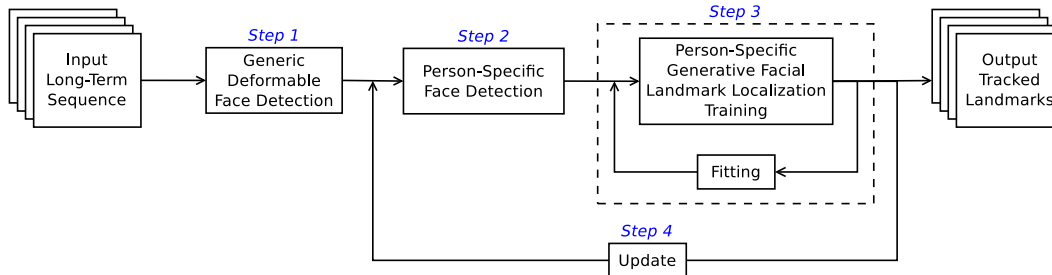 Input
Long-Term
Sequence
Step 1
Generic
Deformable
Face Detection
Step 2
Person-Specific
Face Detection
Step 3
Person-Specific
Generative Facial
Landmark Localization
Training
Fitting
Step 4
Update
Output
Tracked
Landmarks